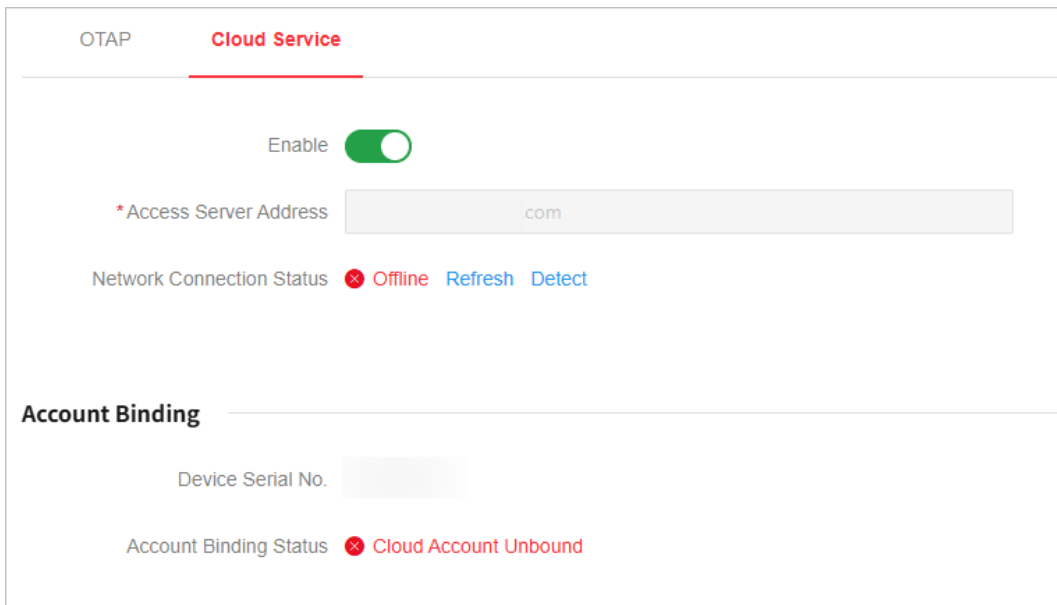 OTAP Cloud Service
Enable
*Access Server Address com
Network Connection Status Offline Refresh Detect
Account Binding
Device Serial No.
Account Binding Status Cloud Account Unbound